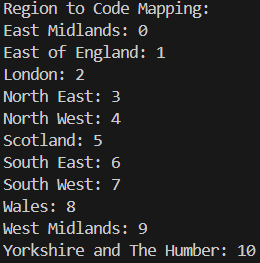 Region to Code Mapping:
East Midlands: 0
East of England: 1
London: 2
North East: 3
North West: 4
Scotland: 5
South East: 6
South West: 7
Wales: 8
West Midlands: 9
Yorkshire and The Humber: 10